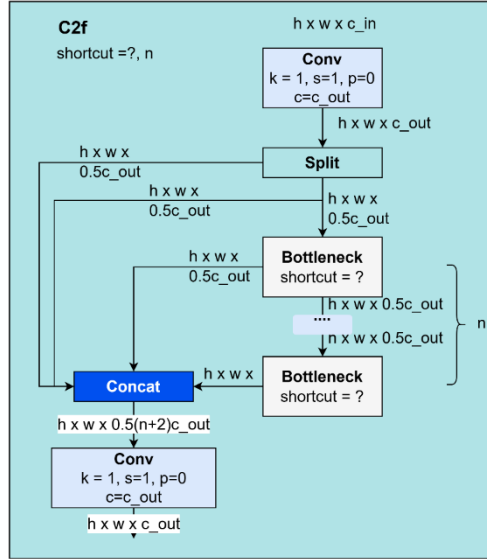 C2f
shortcut =?, n
h x w x c_in
Conv
k = 1, s=1, p=0
c=c_out
h x w x c_out
Split
h x w x
0.5c_out
h x w x
0.5c_out
h x w x
0.5c_out
Bottleneck
shortcut = ?
h x w x
0.5c_out
h x w x 0.5c_out
....
h x w x 0.5c_out
n
Bottleneck
shortcut = ?
h x w x
Concat
h x w x 0.5(n+2)c_out
Conv
k = 1, s=1, p=0
c=c_out
h x w x c_out